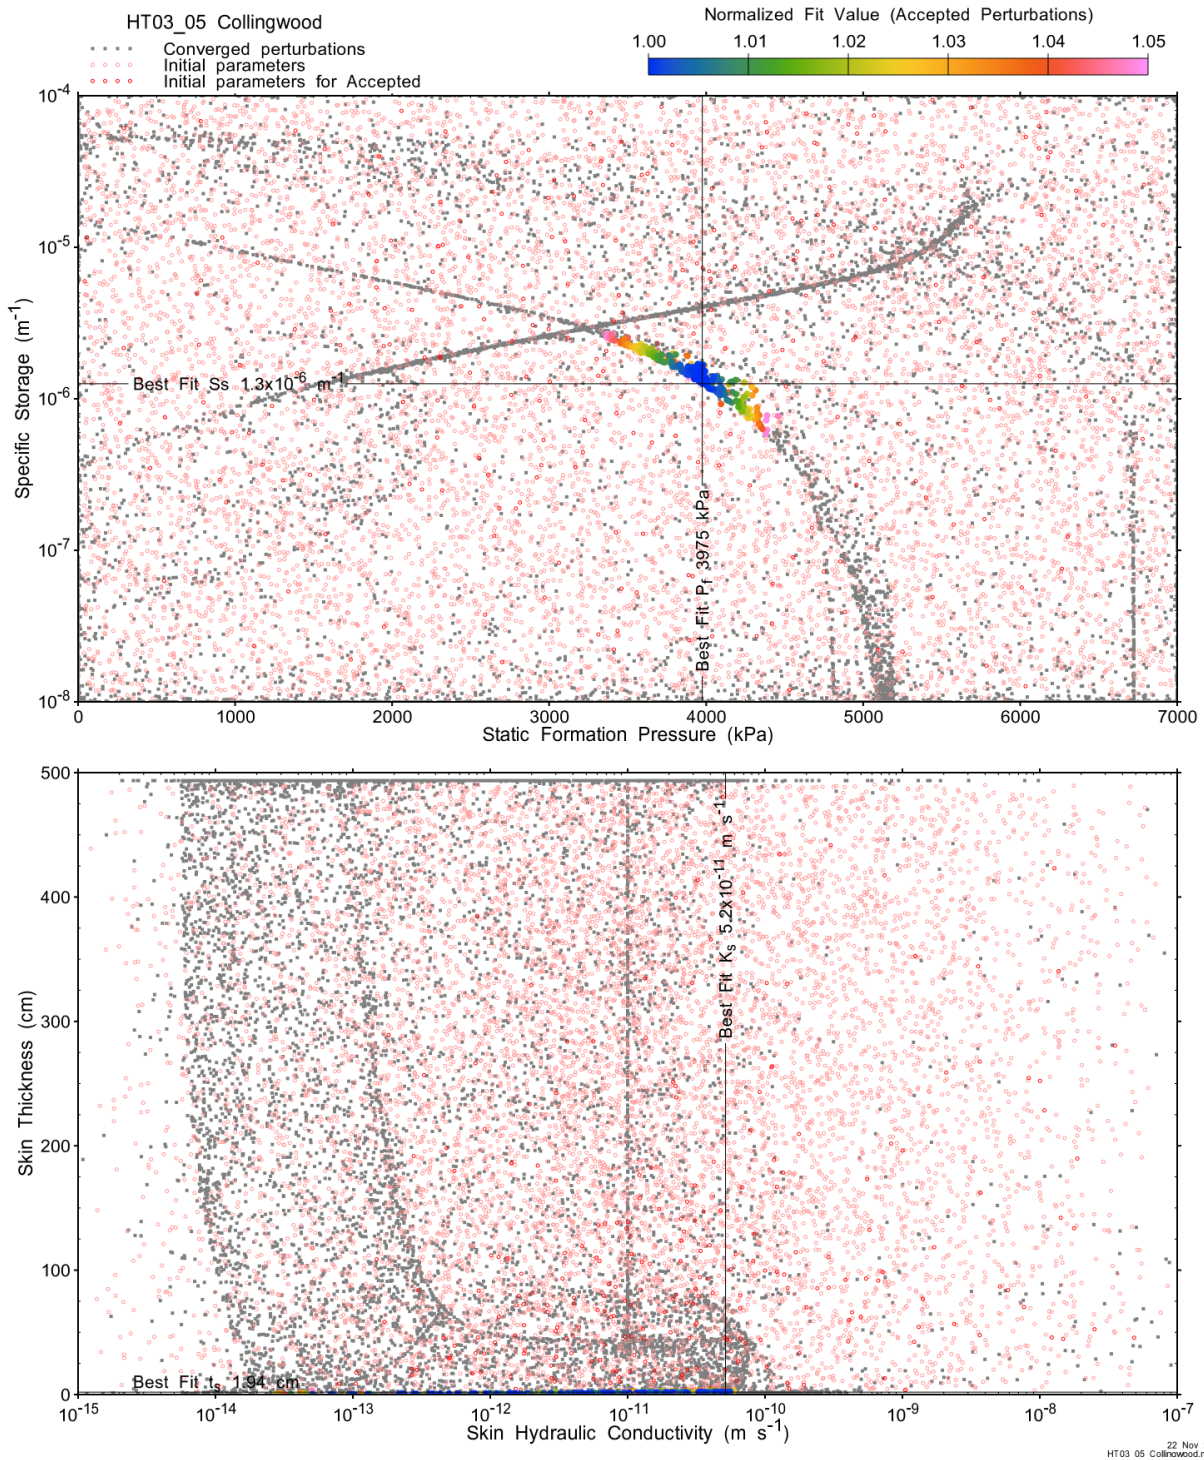 HT03_05 Collingwood
Converged perturbations
Initial parameters
Initial parameters for Accepted
Normalized Fit Value (Accepted Perturbations)
1.00 1.01 1.02 1.03 1.04 1.05
10-4
10-5
10-6
10-7
10-8
Specific Storage (m-1)
Best Fit Ss 1.3x10-6 m-1
Best Fit Pf 3975 kPa
0 1000 2000 3000 4000 5000 6000 7000
Static Formation Pressure (kPa)
500
400
300
200
100
0
Skin Thickness (cm)
Best Fit Ks 5.2x10-11 m s-1
Best Fit ts 1.94 cm
10-15 10-14 10-13 10-12 10-11 10-10 10-9 10-8 10-7
Skin Hydraulic Conductivity (m s-1)
22 Nov